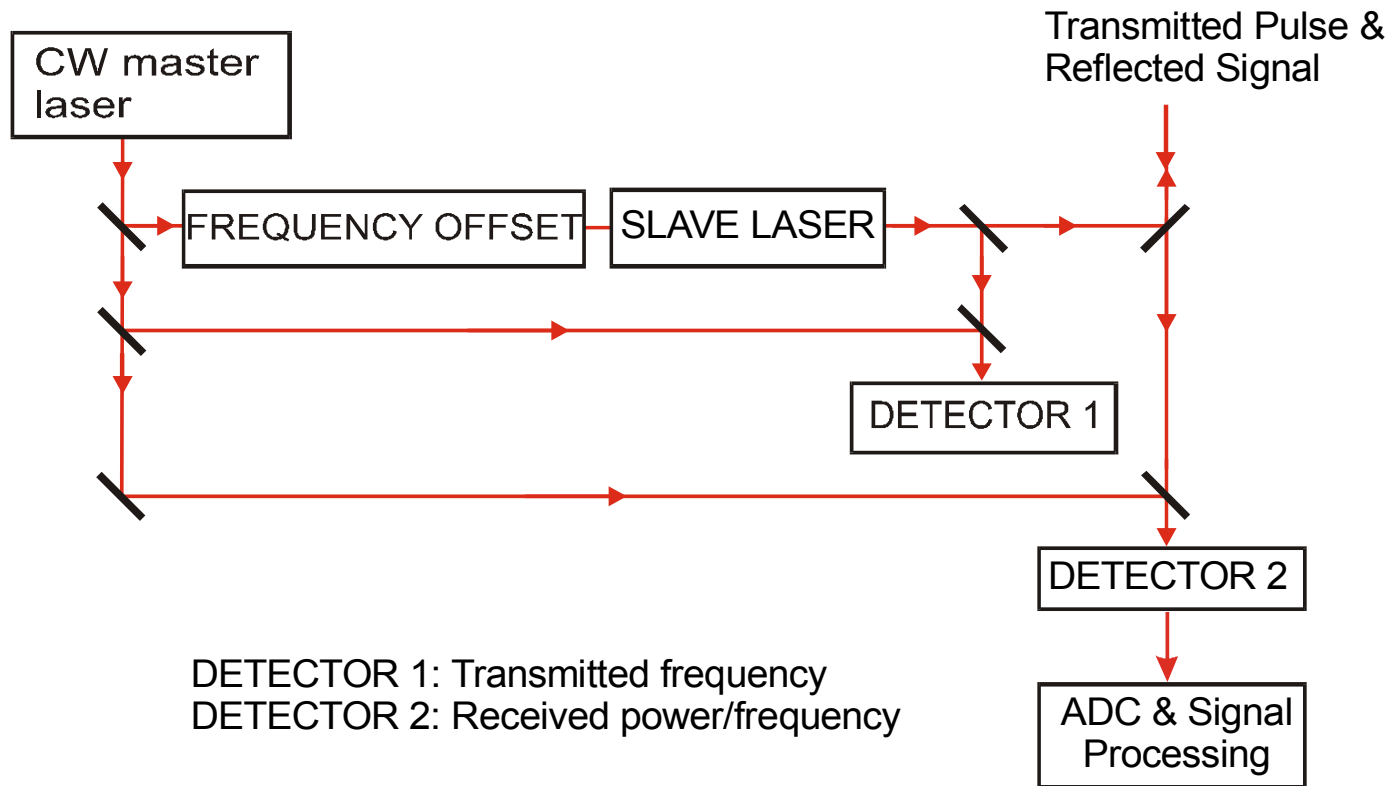 Transmitted Pulse &
Reflected Signal
CW master
laser
FREQUENCY OFFSET
SLAVE LASER
DETECTOR 1
DETECTOR 2
DETECTOR 1: Transmitted frequency
DETECTOR 2: Received power/frequency
ADC & Signal
Processing